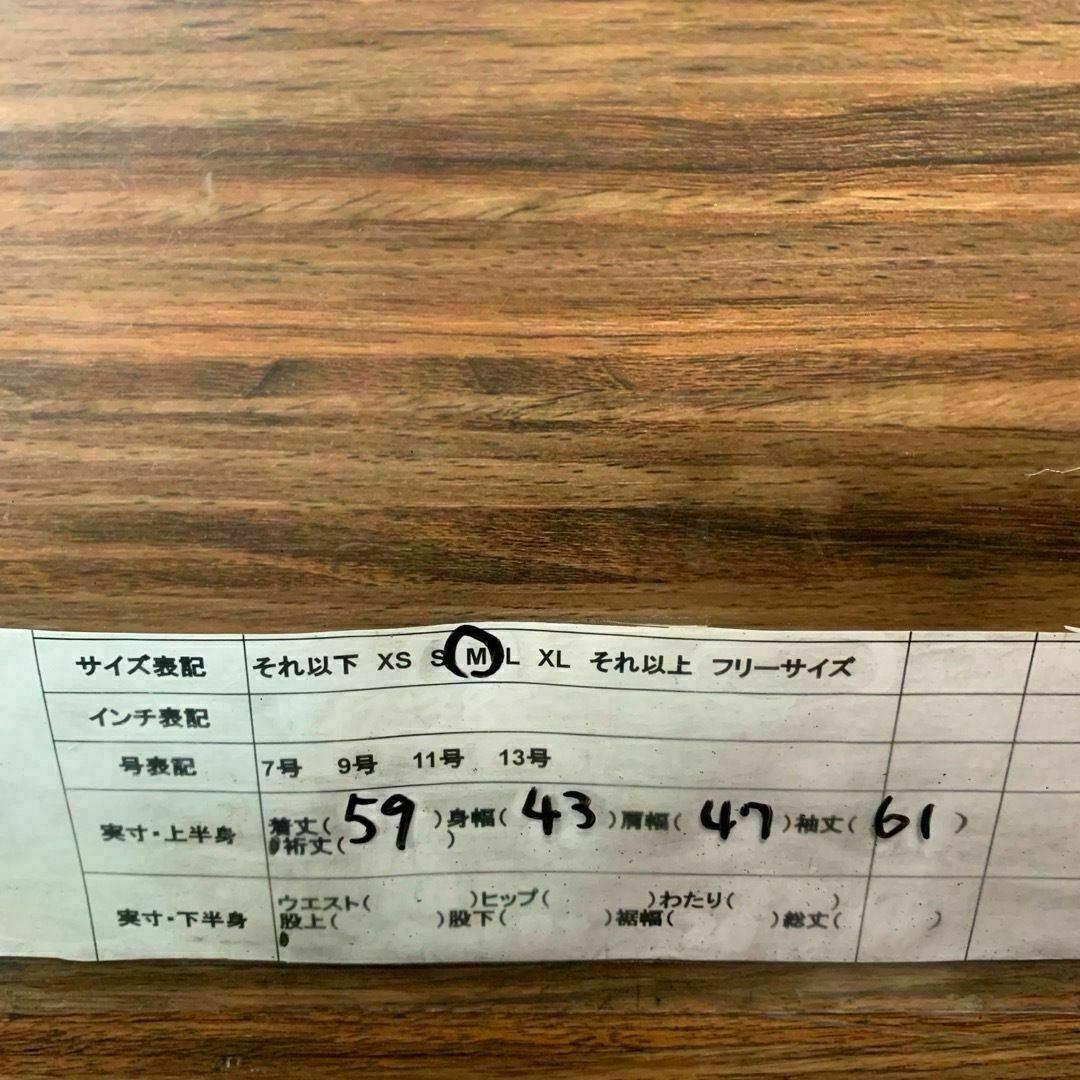 サイズ表記 それ以下 XS S M L XL それ以上 フリーサイズ
インチ表記
号表記 7号 9号 11号 13号
実寸・上半身 着丈( 59 )身幅( 43 )肩幅( 47 )袖丈( 61 )
裄丈( )
実寸・下半身 ウエスト( )ヒップ( )わたり( )
股上( )股下( )裾幅( )総丈( )